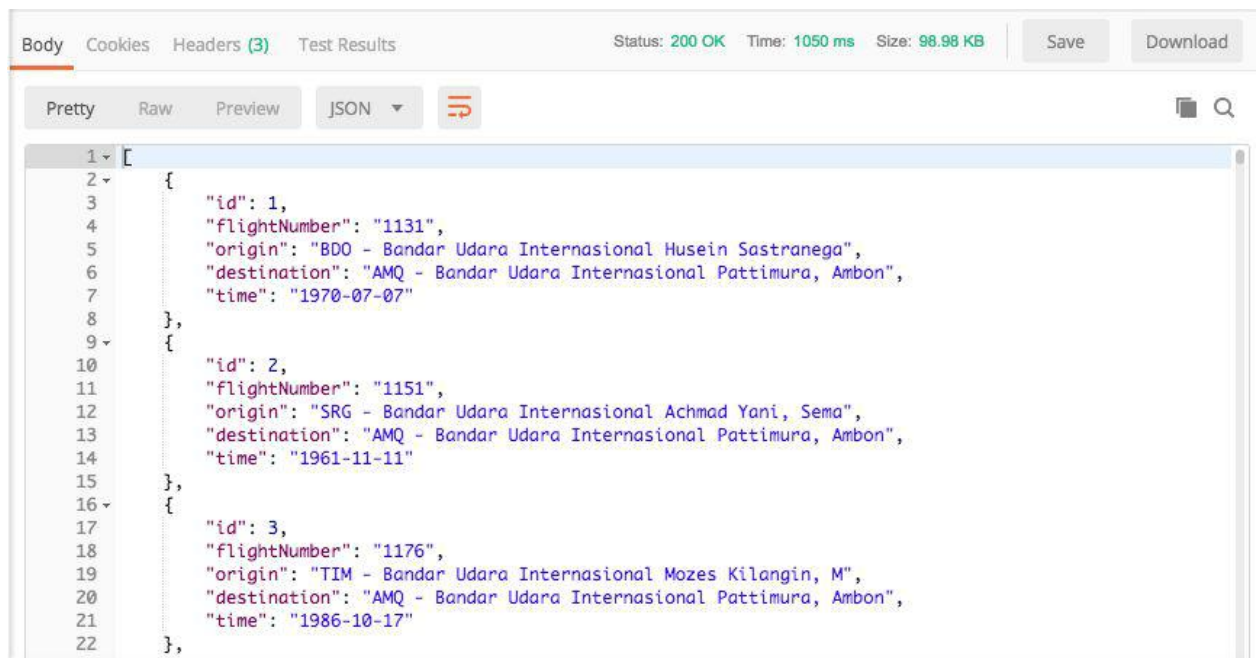 Body Cookies Headers (3) Test Results Status: 200 OK Time: 1050 ms Size: 98.98 KB Save Download
Pretty Raw Preview JSON
1 [
2 {
3 "id": 1,
4 "flightNumber": "1131",
5 "origin": "BDO - Bandar Udara Internasional Husein Sastranega",
6 "destination": "AMQ - Bandar Udara Internasional Pattimura, Ambon",
7 "time": "1970-07-07"
8 },
9 {
10 "id": 2,
11 "flightNumber": "1151",
12 "origin": "SRG - Bandar Udara Internasional Achmad Yani, Sema",
13 "destination": "AMQ - Bandar Udara Internasional Pattimura, Ambon",
14 "time": "1961-11-11"
15 },
16 {
17 "id": 3,
18 "flightNumber": "1176",
19 "origin": "TIM - Bandar Udara Internasional Mozes Kilangin, M",
20 "destination": "AMQ - Bandar Udara Internasional Pattimura, Ambon",
21 "time": "1986-10-17"
22 },